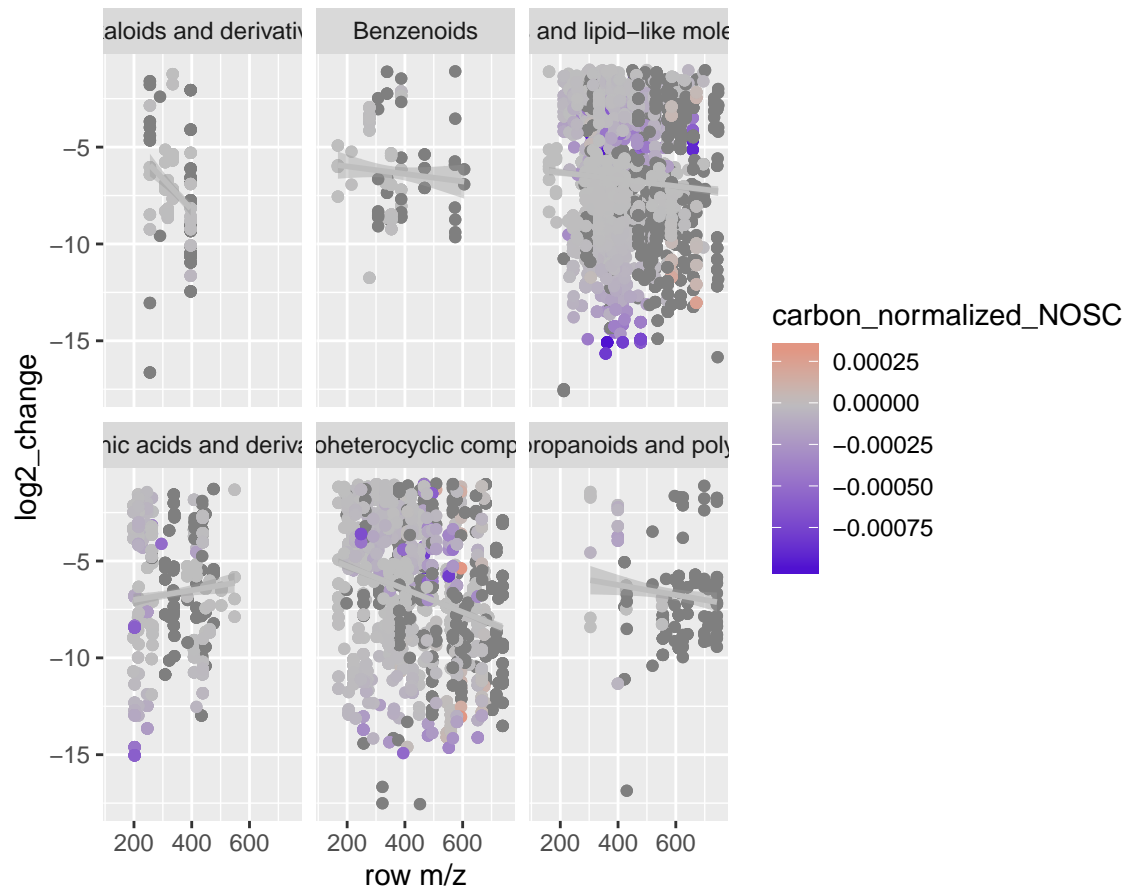 aloids and derivativ
Benzenoids
and lipid−like mole
−5
−10
−15
log2_change
nic acids and deriva
oheterocyclic comp
propanoids and poly
−5
−10
−15
200 400 600
200 400 600
200 400 600
row m/z
carbon_normalized_NOSC
0.00025
0.00000
−0.00025
−0.00050
−0.00075